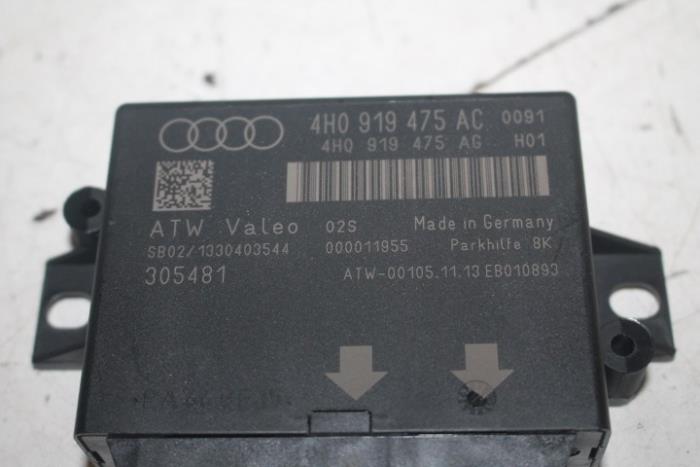 4H0 919 475 AC 0091
4H0 919 475 AG H01
ATW Valeo 02S Made in Germany
SB02/1330403544 000011955 Parkhilfe 8K
305481 ATW-00105.11.13 EB010893